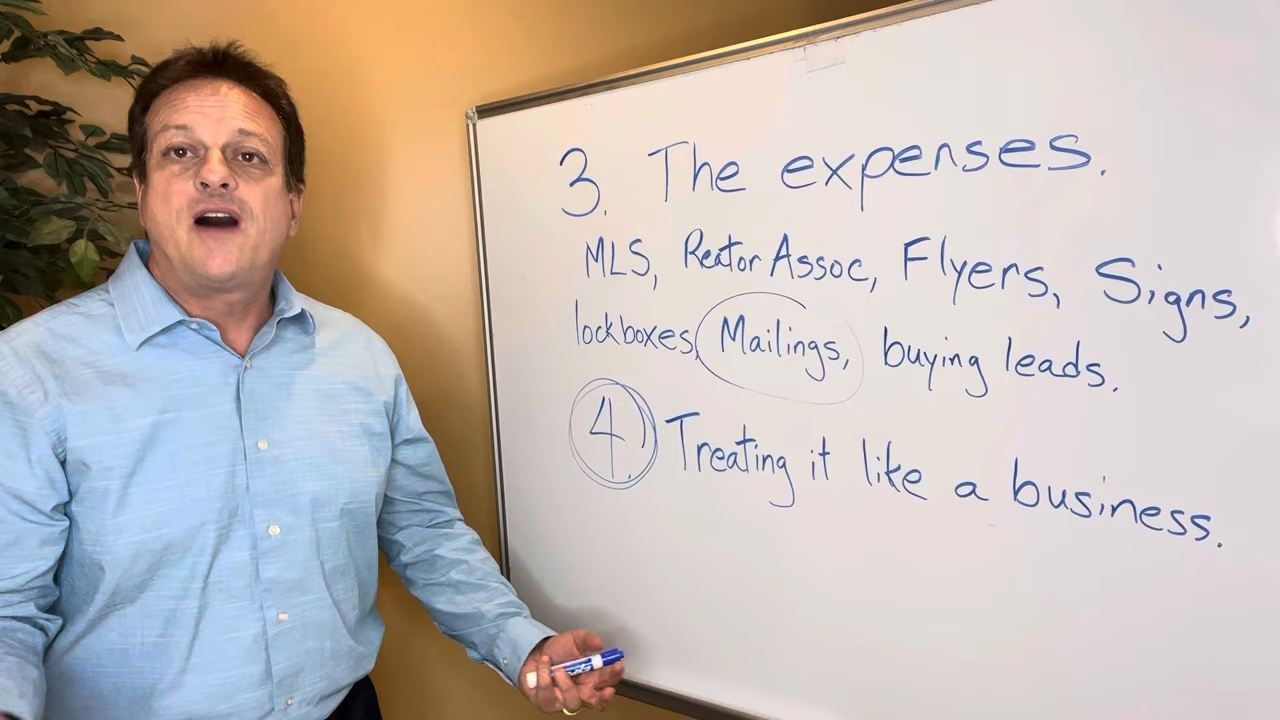 3. The expenses.
MLS, Reator Assoc, Flyers, Signs,
lockboxes, Mailings, buying leads.
4. Treating it like a business.